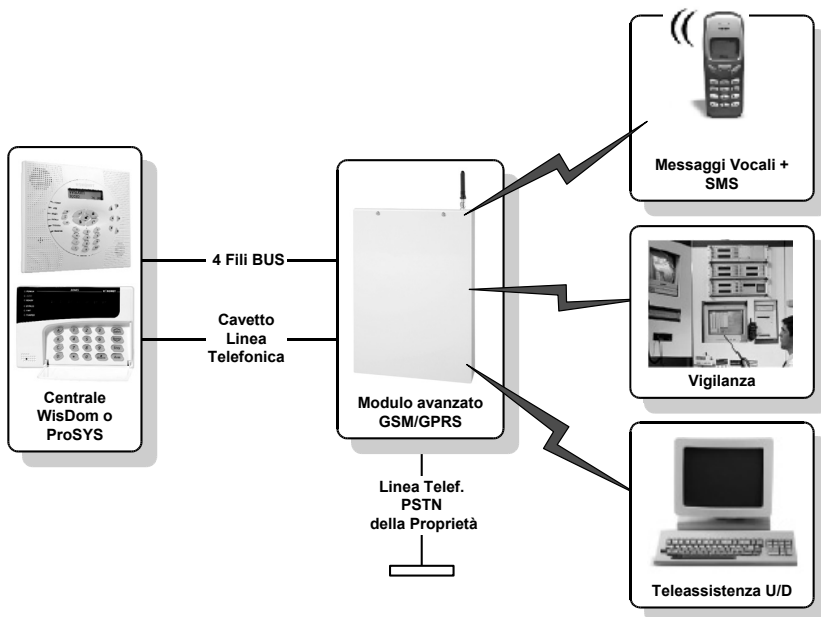 Centrale
WisDom o
ProSYS
4 Fili BUS
Cavetto
Linea
Telefonica
Modulo avanzato
GSM/GPRS
Linea Telef.
PSTN
della Proprietà
Messaggi Vocali +
SMS
Vigilanza
Teleassistenza U/D